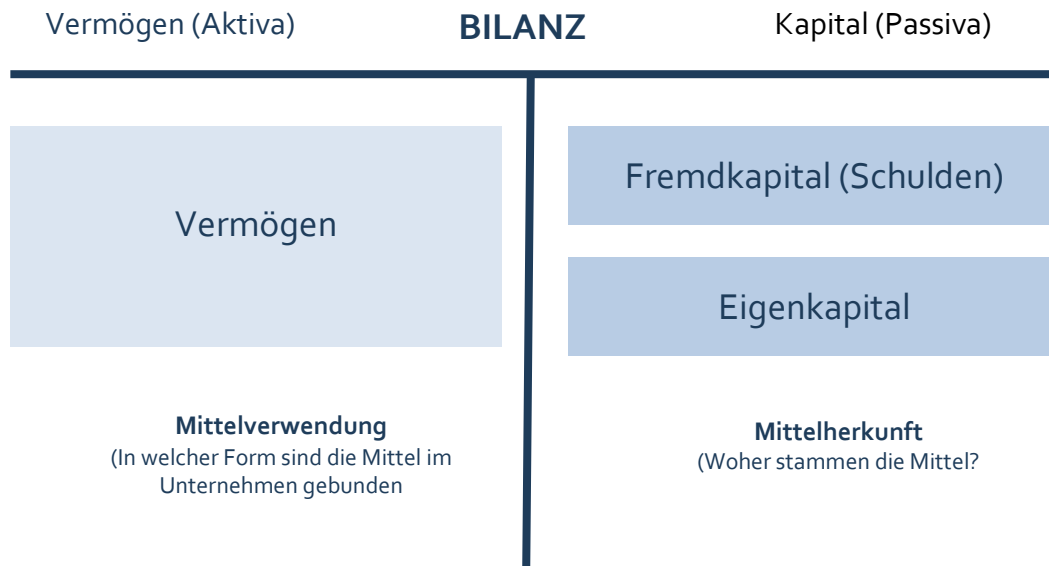 Vermögen (Aktiva)
BILANZ
Kapital (Passiva)
Vermögen
Fremdkapital (Schulden)
Eigenkapital
Mittelverwendung
(In welcher Form sind die Mittel im
Unternehmen gebunden
Mittelherkunft
(Woher stammen die Mittel?